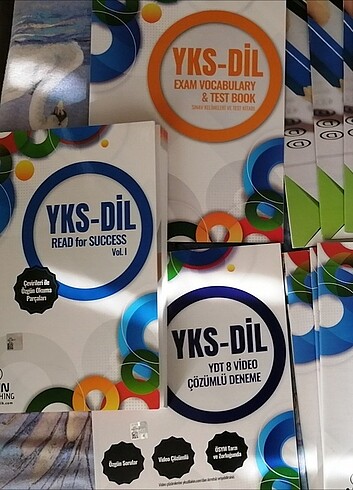 YKS-DİL
EXAM VOCABULARY
& TEST BOOK
SINAV KELİMELERİ VE TEST KİTABI
YKS-DİL
READ for SUCCESS
Vol. I
Çevirileri ile
Özgün Okuma
Parçaları
YKS-DİL
YDT 8 VİDEO
ÇÖZÜMLÜ DENEME
Özgün Sorular
Video Çözümlü
ÖSYM Tarzı
ve Zorluğunda